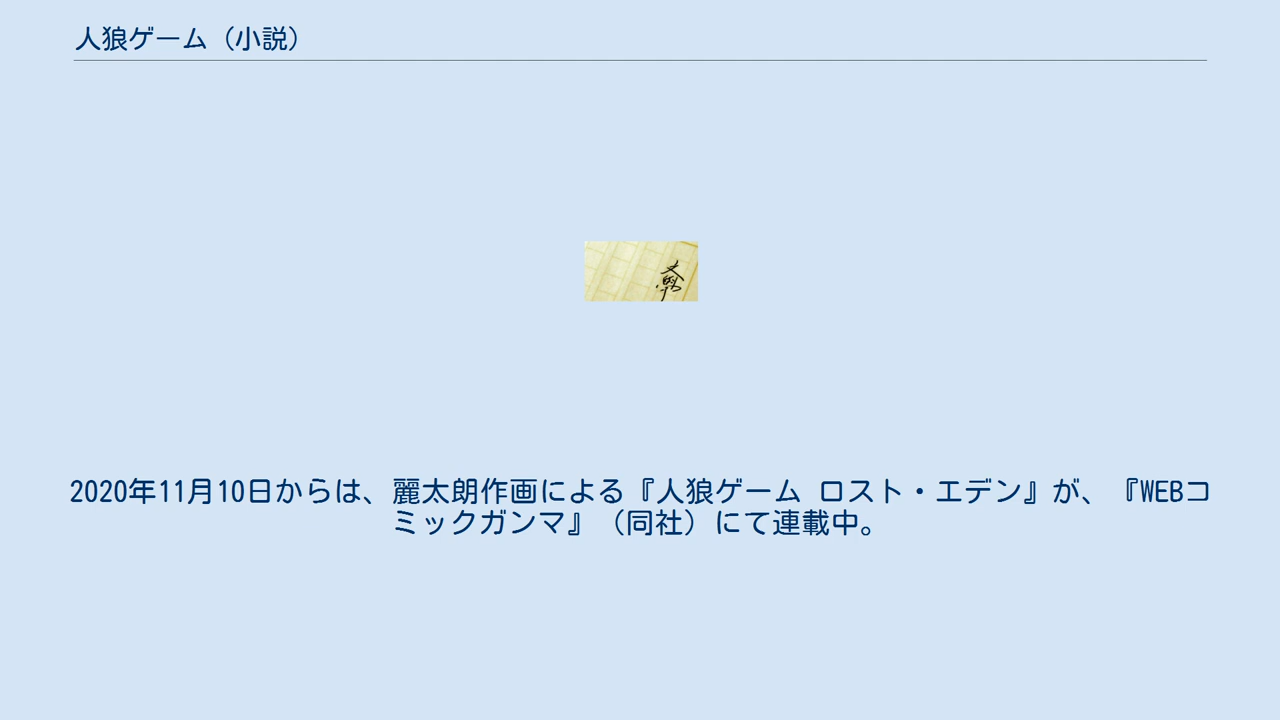 人狼ゲーム（小説）
2020年11月10日からは、麗太朗作画による『人狼ゲーム ロスト・エデン』が、『WEBコ
ミックガンマ』（同社）にて連載中。